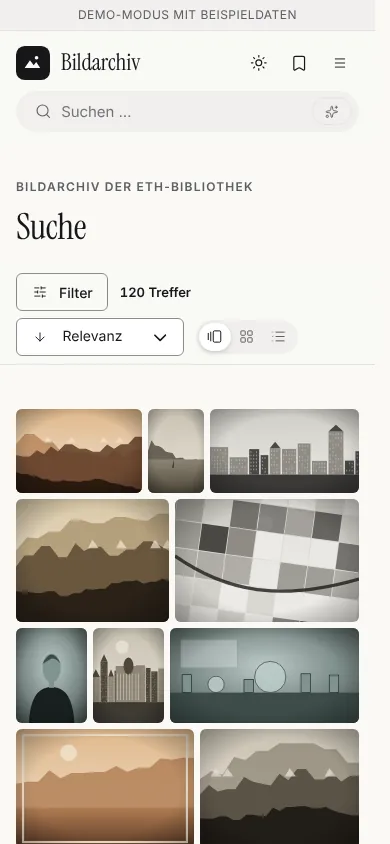 DEMO-MODUS MIT BEISPIELDATEN
Bildarchiv
Suchen ...
BILDARCHIV DER ETH-BIBLIOTHEK
Suche
Filter
120 Treffer
Relevanz